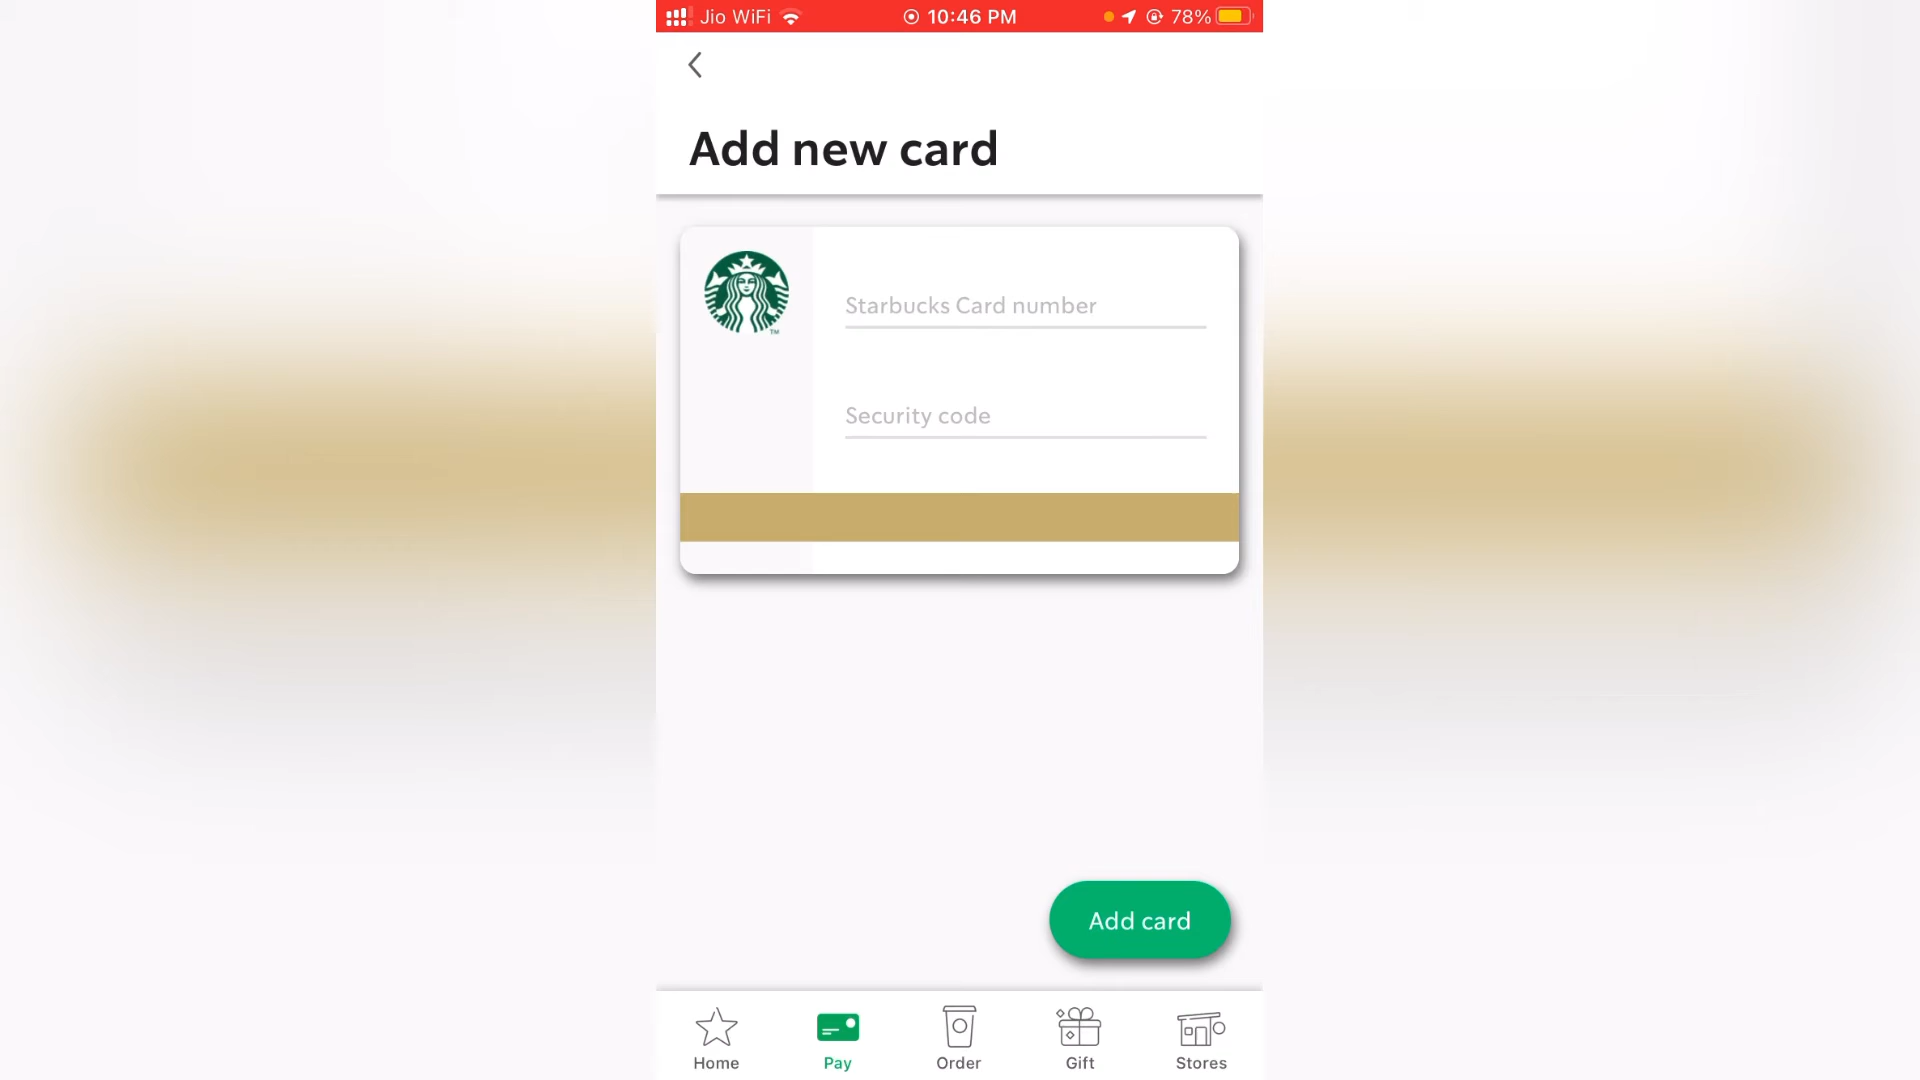 Jio WiFi 10:46 PM 78%
Add new card
Starbucks Card number
Security code
TM
Add card
Home Pay Order Gift Stores